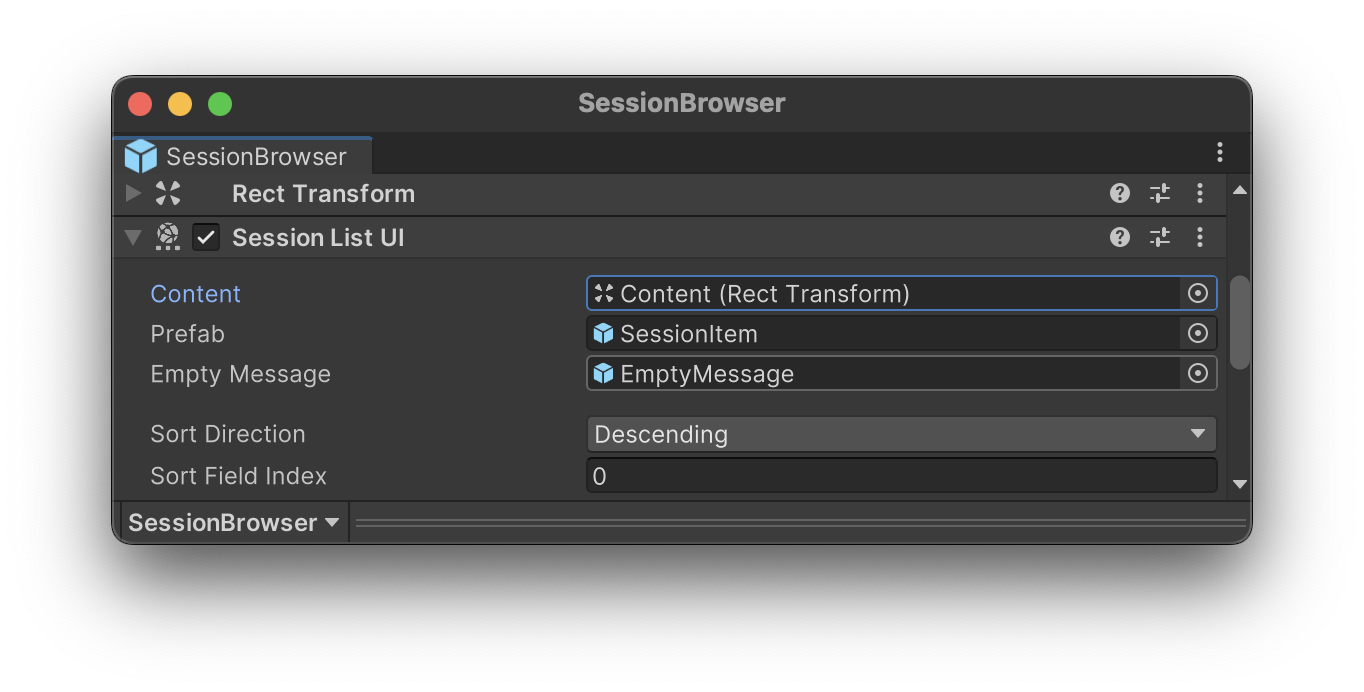 SessionBrowser
SessionBrowser
Rect Transform
Session List UI
Content Content (Rect Transform)
Prefab SessionItem
Empty Message EmptyMessage
Sort Direction Descending
Sort Field Index 0
SessionBrowser